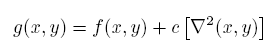 g(x, y) = f(x, y) + c [∇²(x, y)]